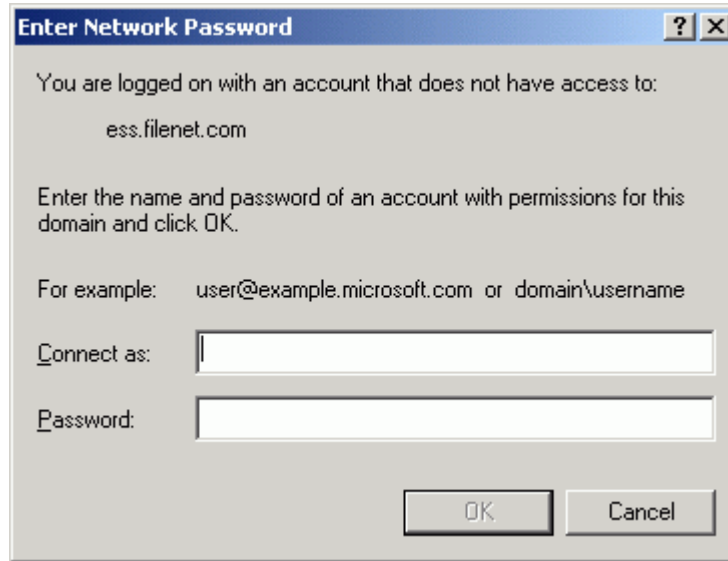 Enter Network Password
You are logged on with an account that does not have access to:
ess.filenet.com
Enter the name and password of an account with permissions for this
domain and click OK.
For example: user@example.microsoft.com or domain\username
Connect as:
Password:
OK Cancel